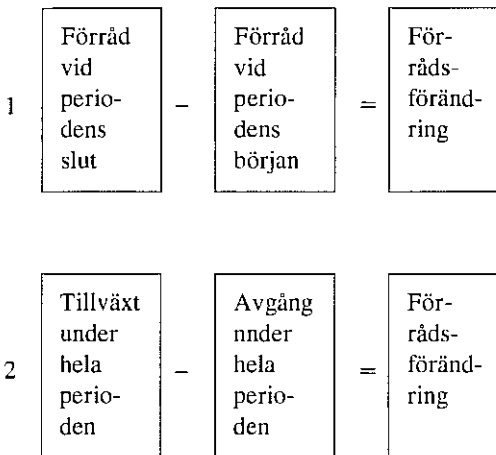 Förråd
vid
perio-
dens
slut
Förråd
vid
perio-
dens
början
För-
råds-
föränd-
ring
1 – =
Tillväxt
under
hela
perio-
den
Avgång
nnder
hela
perio-
den
För-
råds-
föränd-
ring
2 – =